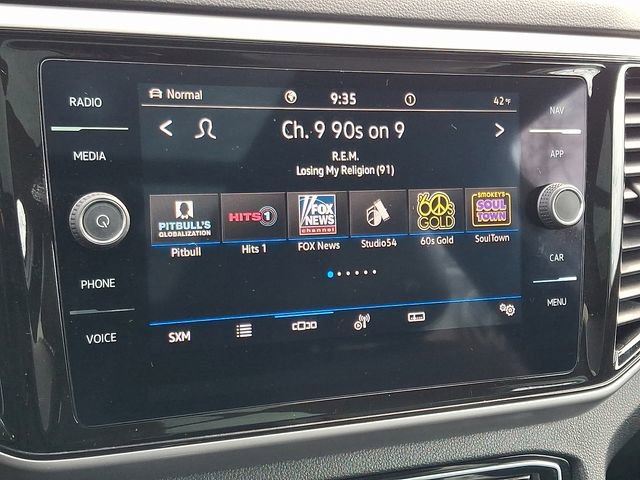 RADIO
MEDIA
PHONE
VOICE
Normal
9:35
1
42°F
Ch. 9 90s on 9
R.E.M.
Losing My Religion (91)
PITBULL'S
GLOBALIZATION
Pitbull
HITS 1
Hits 1
FOX
NEWS
channel
FOX News
Studio54
60s
GOLD
60s Gold
SMOKEY'S
SOUL
TOWN
SoulTown
SXM
NAV
APP
CAR
MENU